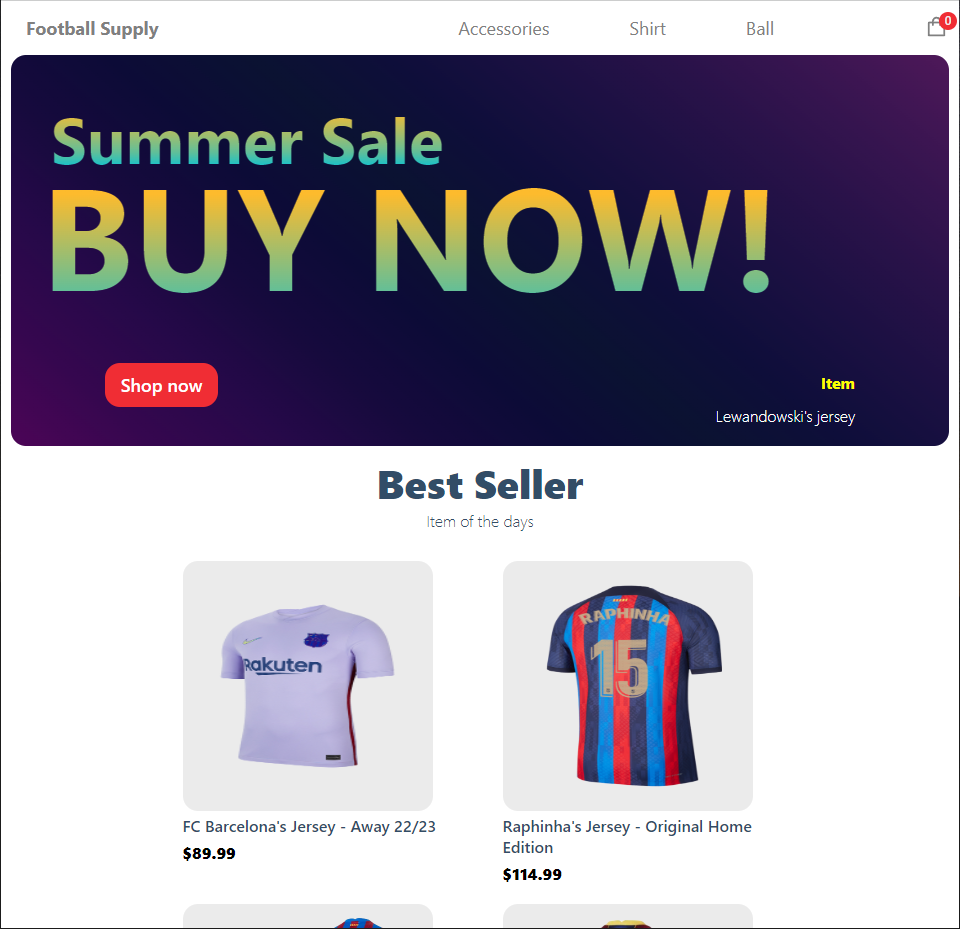 Football Supply
Accessories
Shirt
Ball
0
Summer Sale
BUY NOW!
Shop now
Item
Lewandowski's jersey
Best Seller
Item of the days
Rakuten
RAPHINHA
15
FC Barcelona's Jersey - Away 22/23
$89.99
Raphinha's Jersey - Original Home
Edition
$114.99